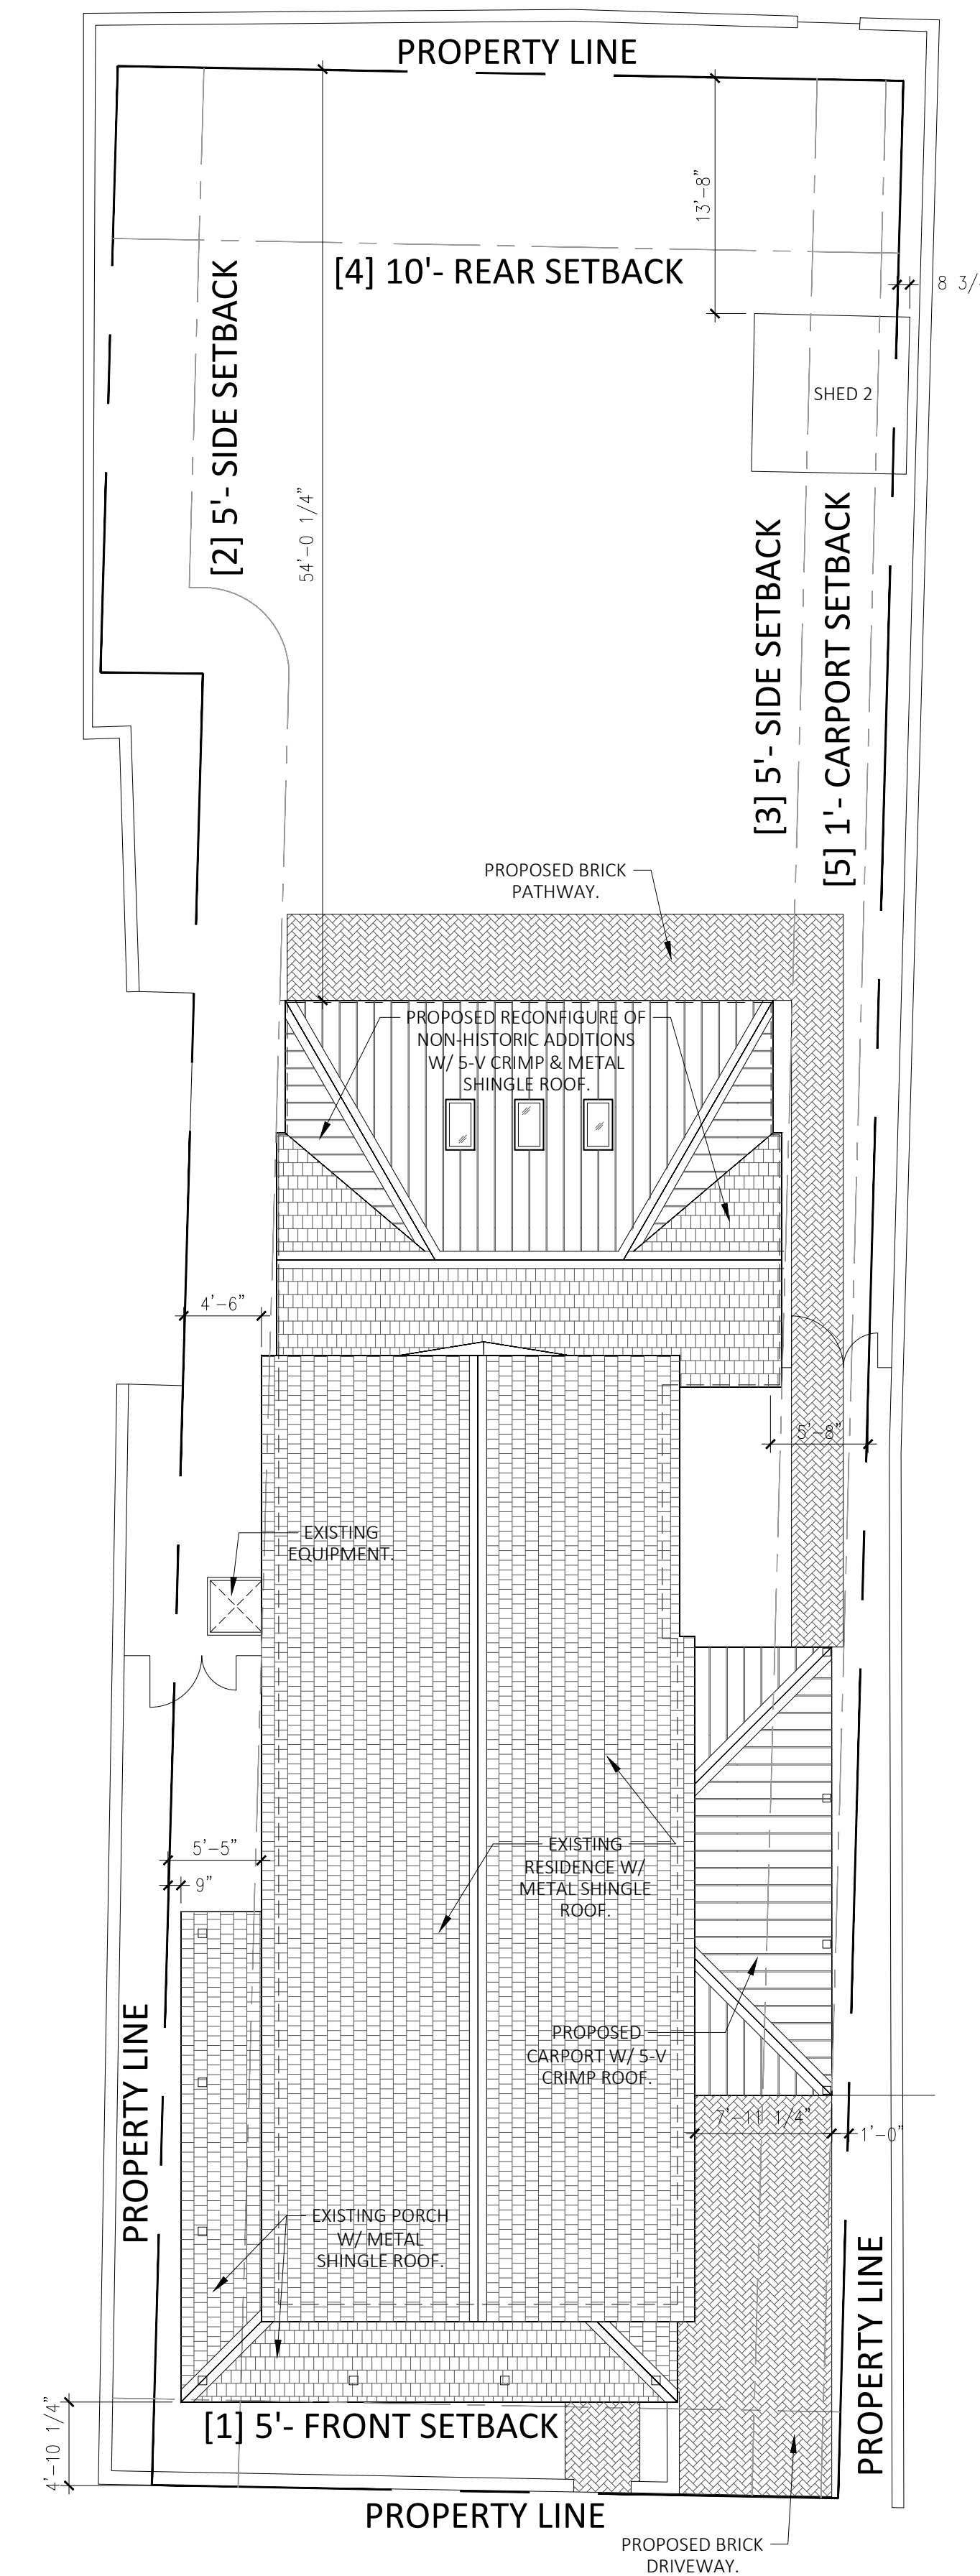 PROPERTY LINE
13'-8"
[4] 10'- REAR SETBACK
8 3/
[2] 5'- SIDE SETBACK
SHED 2
54'-0 1/4"
[3] 5'- SIDE SETBACK
[5] 1'- CARPORT SETBACK
PROPOSED BRICK
PATHWAY.
PROPOSED RECONFIGURE OF
NON-HISTORIC ADDITIONS
W/ 5-V CRIMP & METAL
SHINGLE ROOF.
4'-6"
5'-8"
EXISTING
EQUIPMENT.
EXISTING
RESIDENCE W/
METAL SHINGLE
ROOF.
5'-5"
9"
PROPERTY LINE
PROPOSED
CARPORT W/ 5-V
CRIMP ROOF.
7'-11 1/4"
1'-0"
EXISTING PORCH
W/ METAL
SHINGLE ROOF.
PROPERTY LINE
4'-10 1/4"
[1] 5'- FRONT SETBACK
PROPERTY LINE
PROPOSED BRICK
DRIVEWAY.